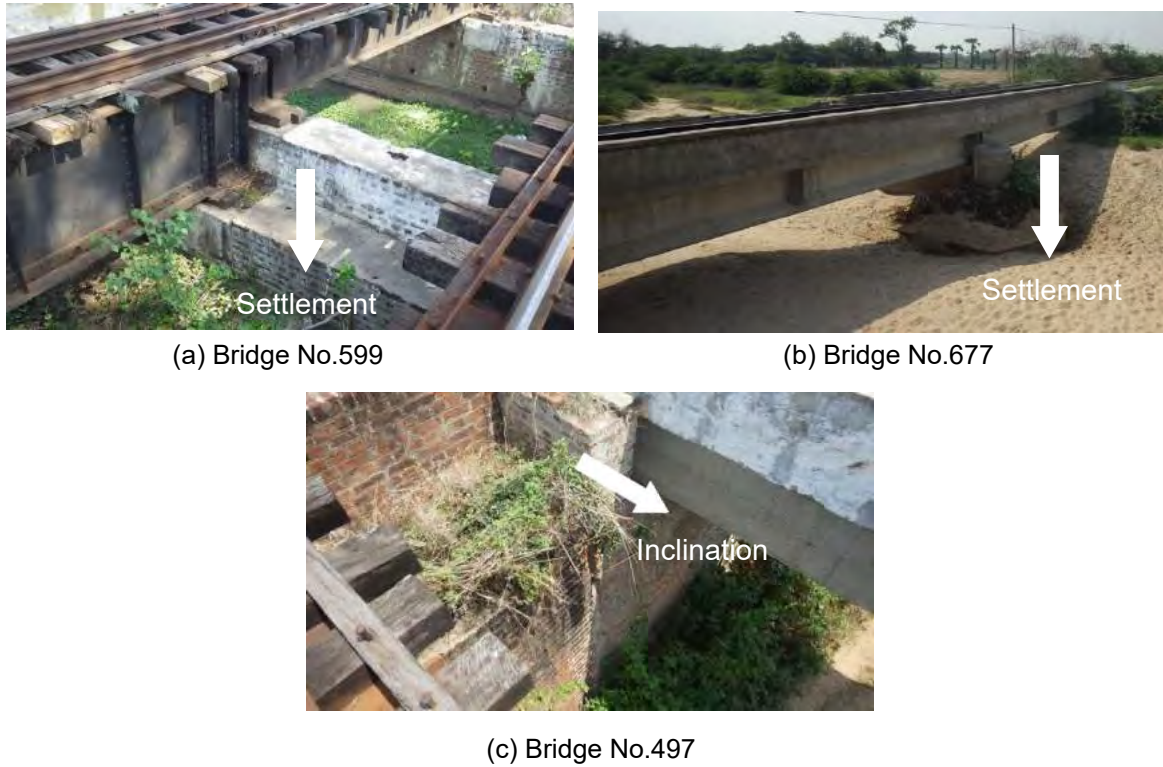 Settlement
Settlement
(a) Bridge No.599
(b) Bridge No.677
Inclination
(c) Bridge No.497